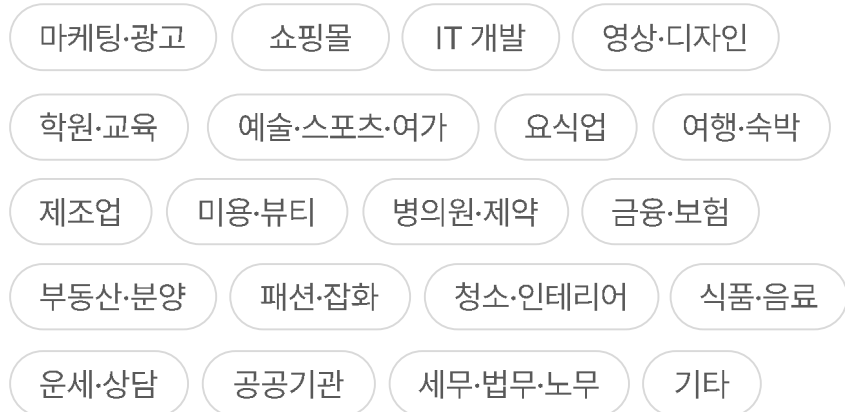 마케팅·광고 쇼핑몰 IT 개발 영상·디자인
학원·교육 예술·스포츠·여가 요식업 여행·숙박
제조업 미용·뷰티 병의원·제약 금융·보험
부동산·분양 패션·잡화 청소·인테리어 식품·음료
운세·상담 공공기관 세무·법무·노무 기타